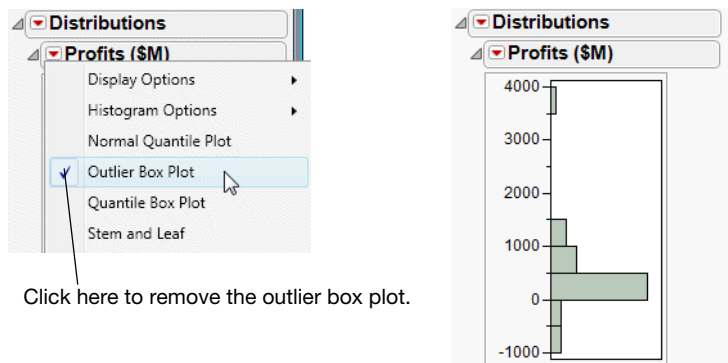 Distributions
Profits ($M)
Display Options
Histogram Options
Normal Quantile Plot
Outlier Box Plot
Quantile Box Plot
Stem and Leaf
Click here to remove the outlier box plot.
Distributions
Profits ($M)
4000
3000
2000
1000
0
-1000